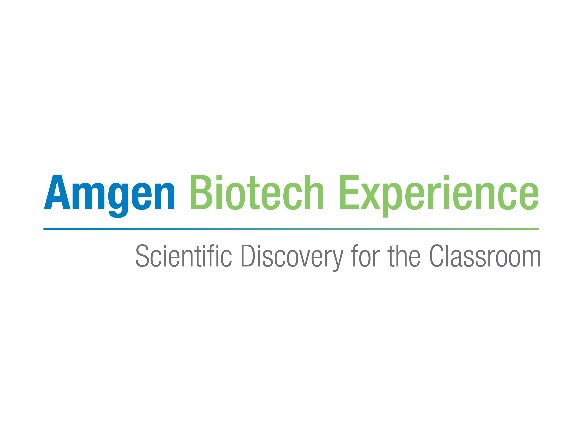 Amgen Biotech Experience
Scientific Discovery for the Classroom